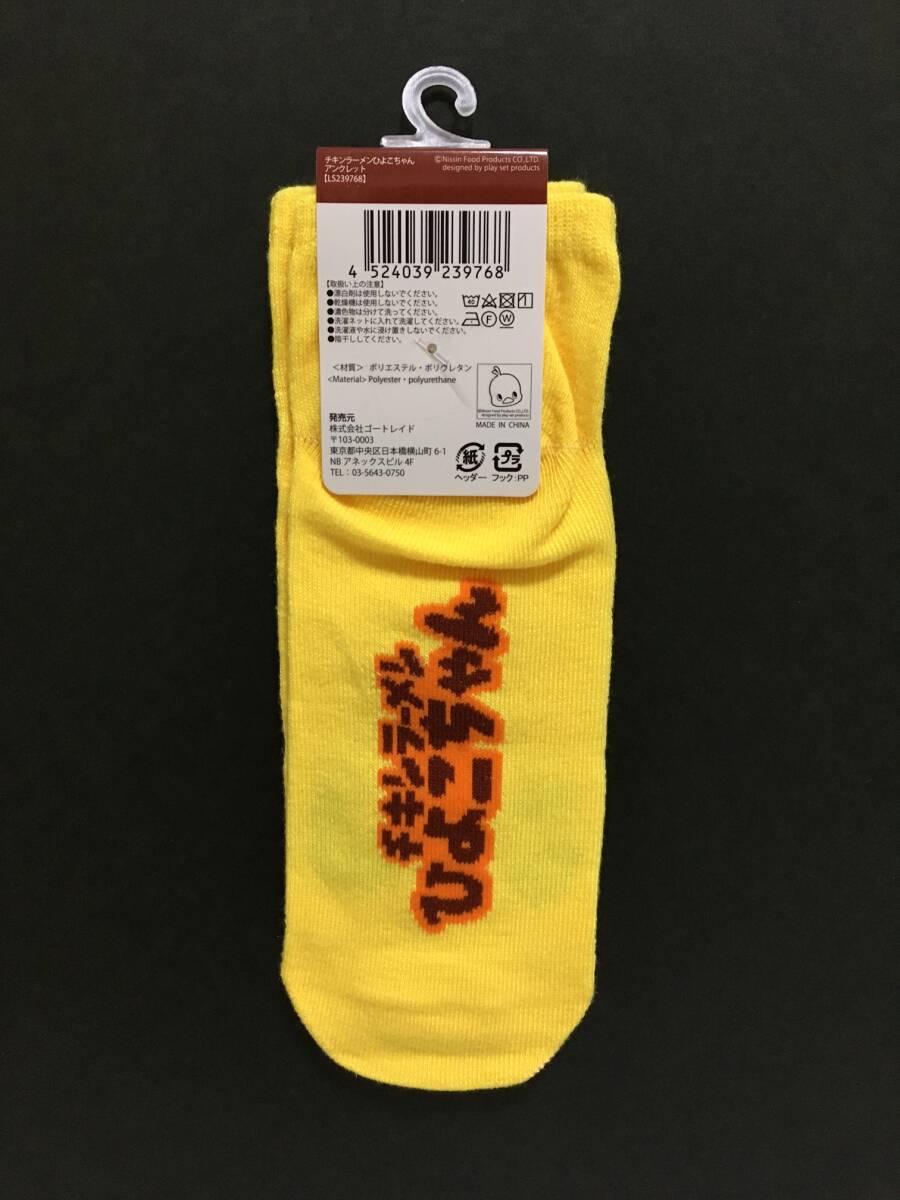 チキンラーメンひよこちゃん
アンクレット
【LS239768】
©Nissin Food Products CO.,LTD.
designed by play set products
4 524039 239768
【取扱い上の注意】
●漂白剤は使用しないでください。
●乾燥機は使用しないでください。
●濃色物は分けて洗ってください。
●洗濯ネットに入れて洗濯してください。
●洗濯液や水に浸け置きしないでください。
●陰干ししてください。
40
F
W
＜材質＞ ポリエステル・ポリウレタン
<Material> Polyester・polyurethane
©Nissin Food Products CO.,LTD.
designed by play set products
MADE IN CHINA
発売元
株式会社ゴートレイド
〒103-0003
東京都中央区日本橋横山町 6-1
NB アネックスビル 4F
TEL：03-5643-0750
紙
ヘッダー
プラ
フック:PP
チキンラーメン
ひよこちゃん